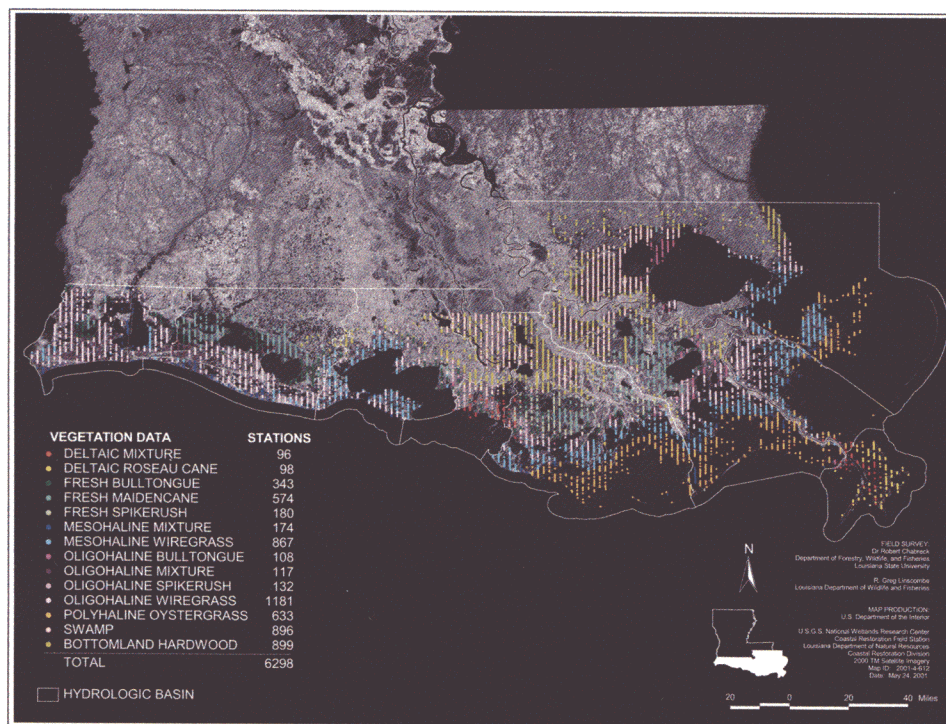 VEGETATION DATA STATIONS
DELTAIC MIXTURE 96
DELTAIC ROSEAU CANE 98
FRESH BULLTONGUE 343
FRESH MAIDENCANE 574
FRESH SPIKERUSH 180
MESOHALINE MIXTURE 174
MESOHALINE WIREGRASS 867
OLIGOHALINE BULLTONGUE 108
OLIGOHALINE MIXTURE 117
OLIGOHALINE SPIKERUSH 132
OLIGOHALINE WIREGRASS 1181
POLYHALINE OYSTERGRASS 633
SWAMP 896
BOTTOMLAND HARDWOOD 899
TOTAL 6298
HYDROLOGIC BASIN
N
FIELD SURVEY:
Dr Robert Chabreck
Department of Forestry, Wildlife, and Fisheries
Louisiana State University
R. Greg Linscombe
Louisiana Department of Wildlife and Fisheries
MAP PRODUCTION:
U.S. Department of the Interior
U.S.G.S. National Wetlands Research Center
Coastal Restoration Field Station
Louisiana Department of Natural Resources
Coastal Restoration Division
2000 TM Satellite Imagery
Map ID: 2001-4-612
Date: May 24, 2001
20 0 20 40 Miles